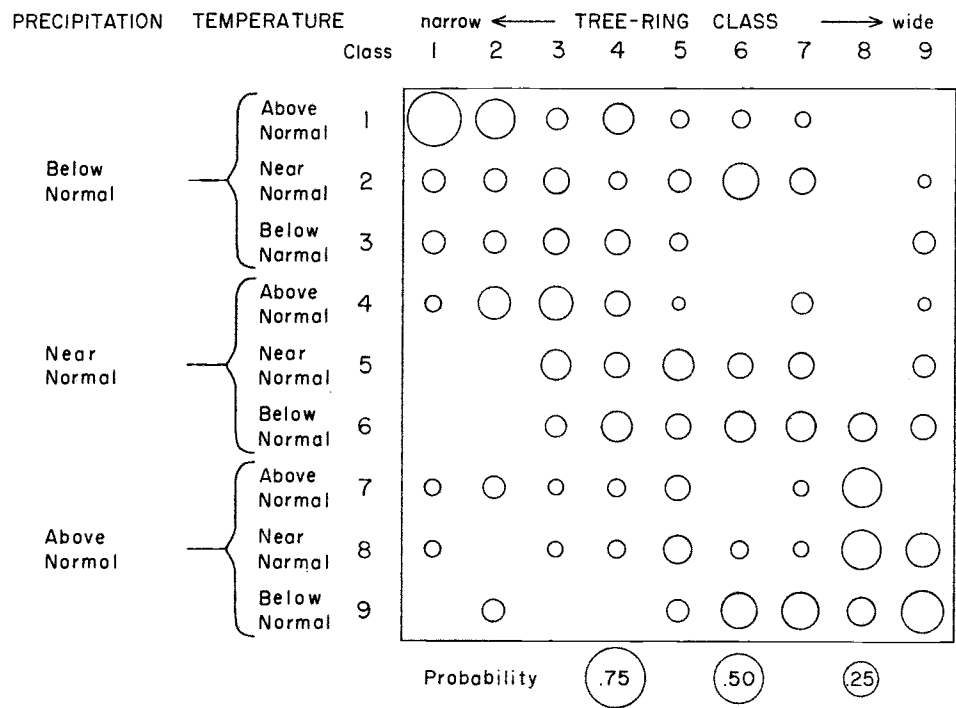 PRECIPITATION TEMPERATURE narrow ← TREE-RING CLASS → wide
Class 1 2 3 4 5 6 7 8 9
Above
Normal 1
Below
Normal
Near
Normal 2
Below
Normal 3
Above
Normal 4
Near
Normal
Near
Normal 5
Below
Normal 6
Above
Normal 7
Above
Normal
Near
Normal 8
Below
Normal 9
Probability .75 .50 .25